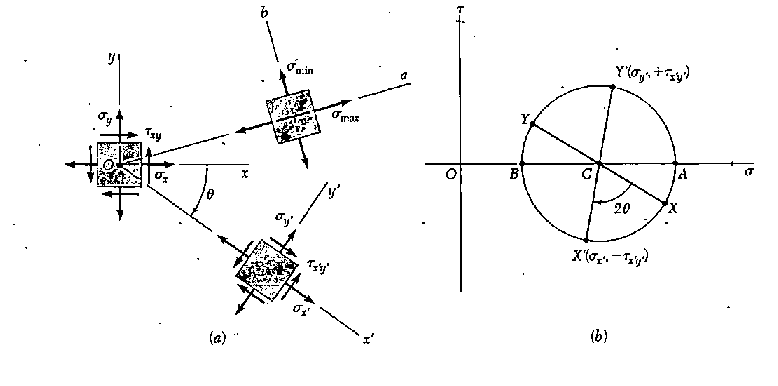 b
τ
y
σmin
a
σmax
Y'(σy', +τx'y')
σy
τxy
Y
O
σx
x
O
B
C
A
σ
θ
y'
2θ
X
σy'
τx'y'
X'(σx', −τx'y')
σx'
x'
(a)
(b)